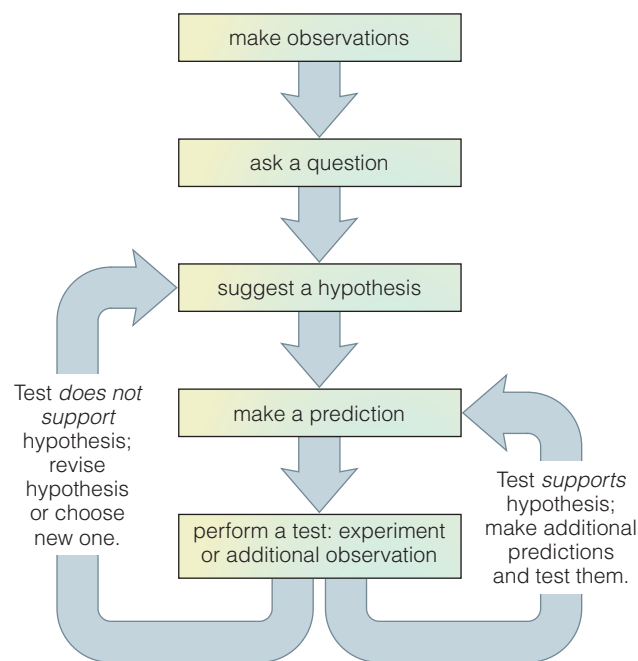 make observations
ask a question
suggest a hypothesis
make a prediction
perform a test: experiment
or additional observation
Test does not
support
hypothesis;
revise
hypothesis
or choose
new one.
Test supports
hypothesis;
make additional
predictions
and test them.